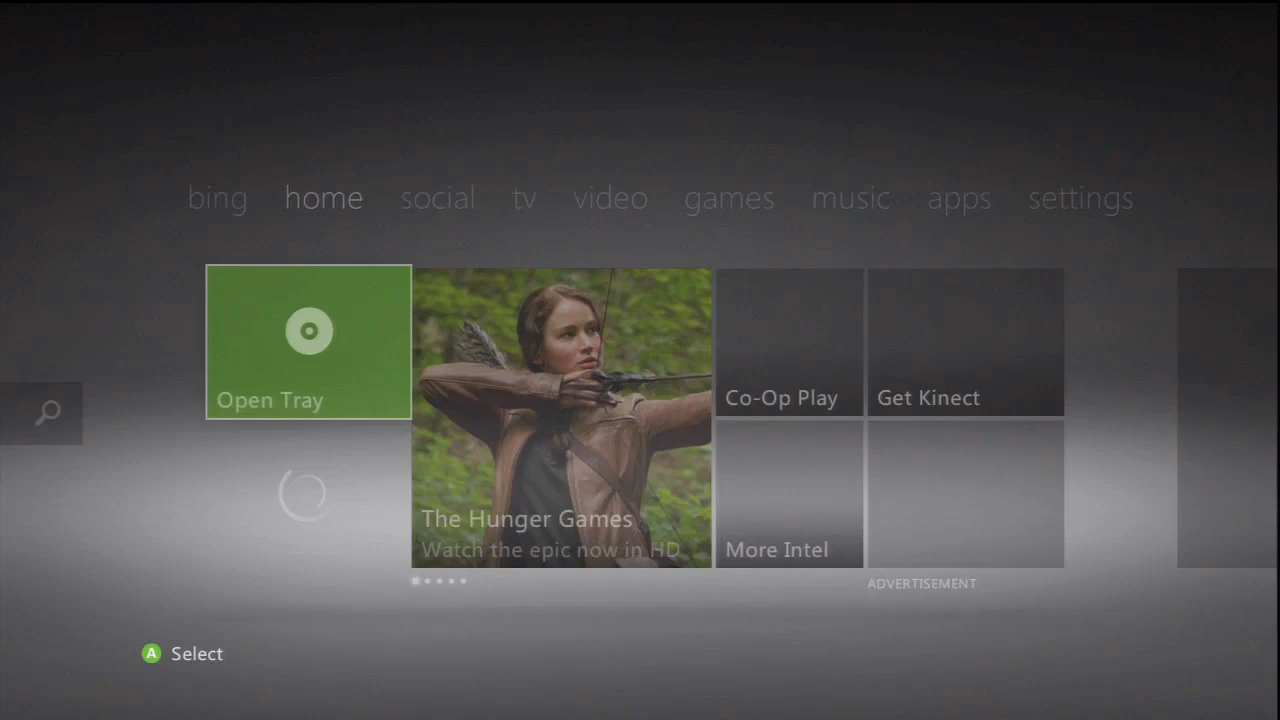 bing home social tv video games music apps settings
Open Tray
The Hunger Games
Watch the epic now in HD
Co-Op Play
Get Kinect
More Intel
ADVERTISEMENT
A Select